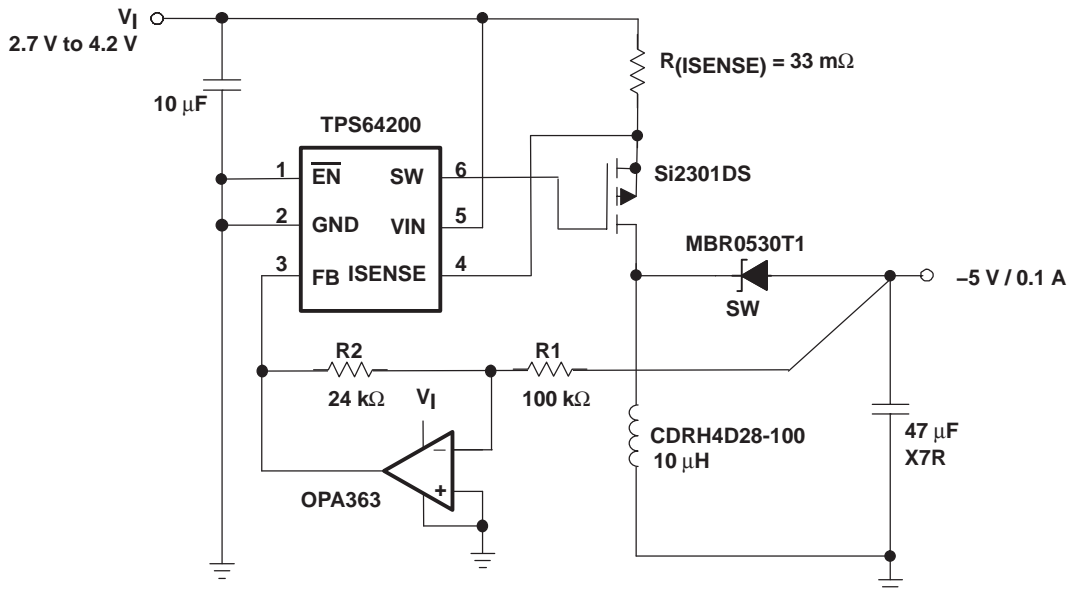 VI
2.7 V to 4.2 V
R(ISENSE) = 33 mΩ
10 μF
TPS64200
1 EN SW 6
2 GND VIN 5
3 FB ISENSE 4
Si2301DS
MBR0530T1
SW
–5 V / 0.1 A
R2
24 kΩ
R1
100 kΩ
VI
–
+
OPA363
CDRH4D28-100
10 μH
47 μF
X7R